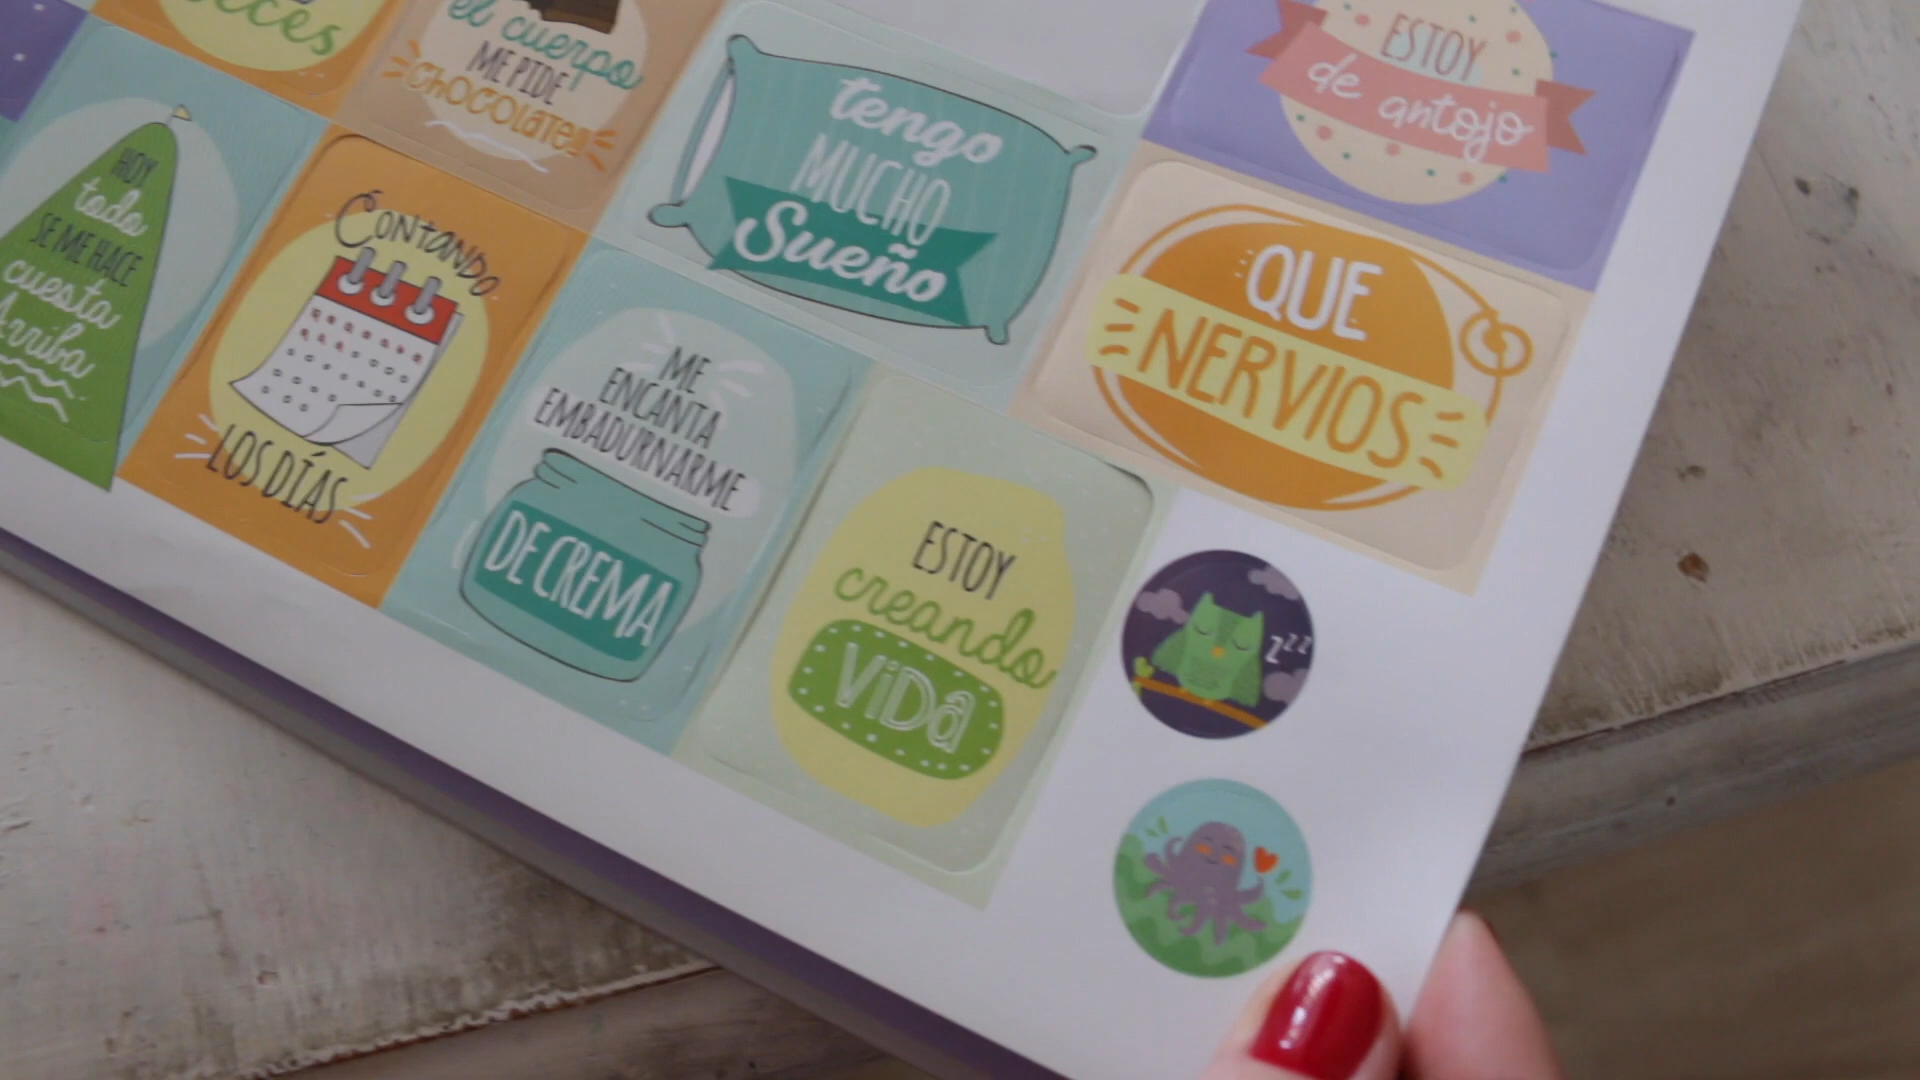 el cuerpo
ME PIDE
chocolate!!
tengo
MUCHO
Sueño
ESTOY
de antojo
HOY
todo
SE ME HACE
cuesta
Arriba
CONTANDO
LOS DÍAS
ME
ENCANTA
EMBADURNARME
DE CREMA
ESTOY
creando
VIDA
QUE
NERVIOS
zzz